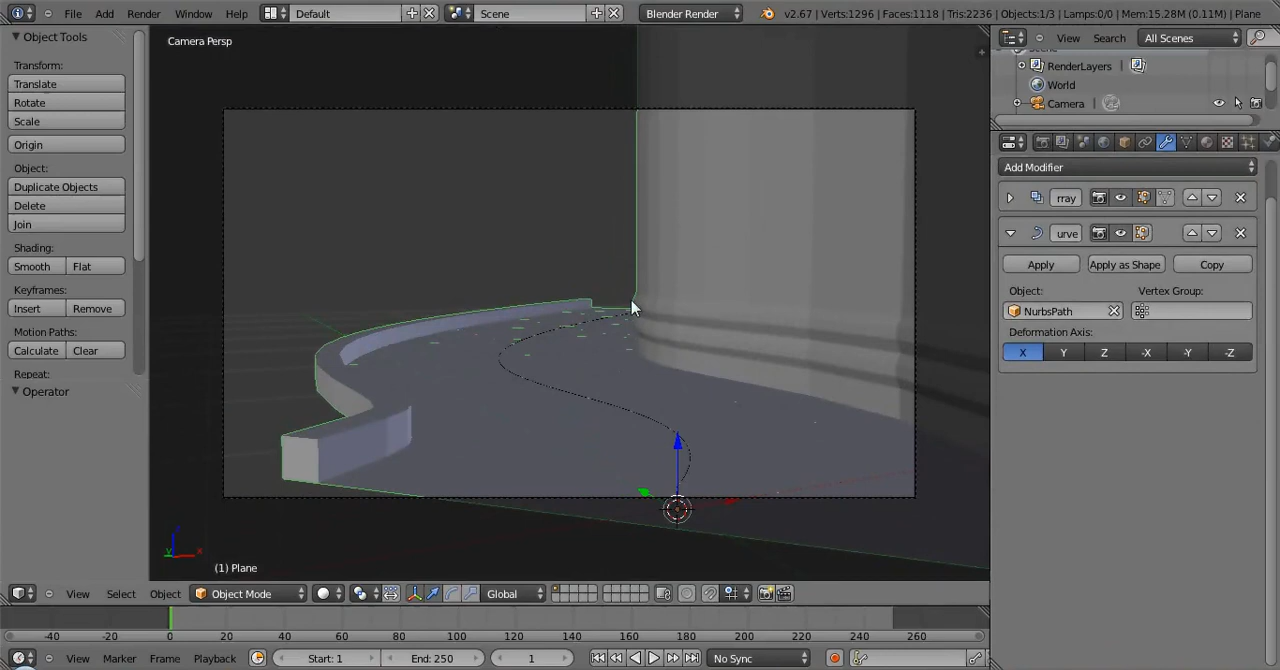 File Add Render Window Help Default Scene Blender Render v2.67 | Verts:1296 | Faces:1118 | Tris:2236 | Objects:1/3 | Lamps:0/0 | Mem:15.28M (0.11M) | Plane
Object Tools
Transform:
Translate
Rotate
Scale
Origin
Object:
Duplicate Objects
Delete
Join
Shading:
Smooth Flat
Keyframes:
Insert Remove
Motion Paths:
Calculate Clear
Repeat:
Operator
Camera Persp
(1) Plane
View Search All Scenes
RenderLayers
World
Camera
Add Modifier
rray
urve
Apply Apply as Shape Copy
Object: Vertex Group:
NurbsPath
Deformation Axis:
X Y Z -X -Y -Z
View Select Object Object Mode Global
-40 -20 0 20 40 60 80 100 120 140 160 180 200 220 240 260
View Marker Frame Playback Start: 1 End: 250 1 No Sync